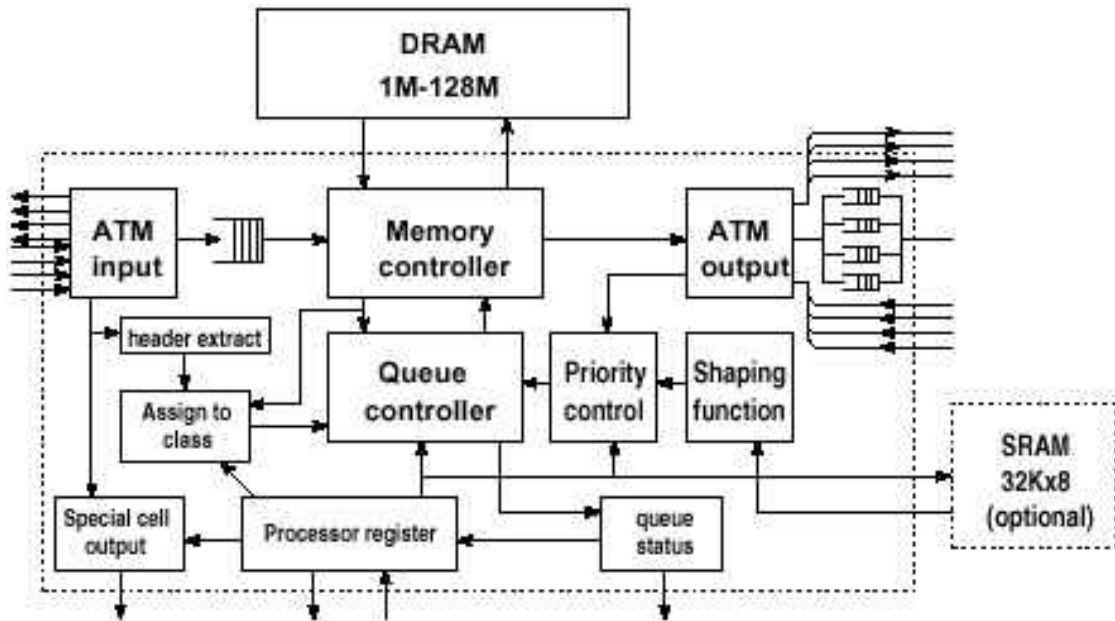 DRAM
1M-128M
ATM
input
Memory
controller
ATM
output
header extract
Queue
controller
Priority
control
Shaping
function
Assign to
class
SRAM
32Kx8
(optional)
Special cell
output
Processor register
queue
status